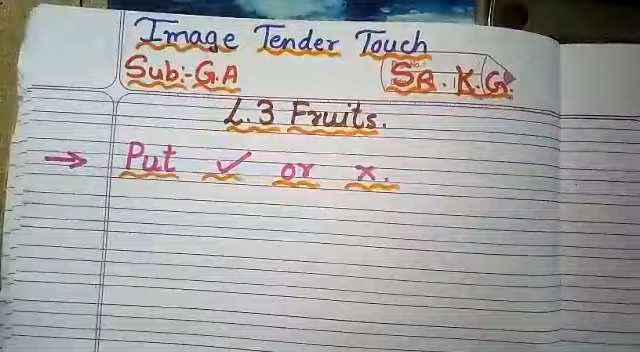 Image Tender Touch
Sub:-G.A
SR. K.G.
L.3 Fruits.
→ Put ✓ or x.